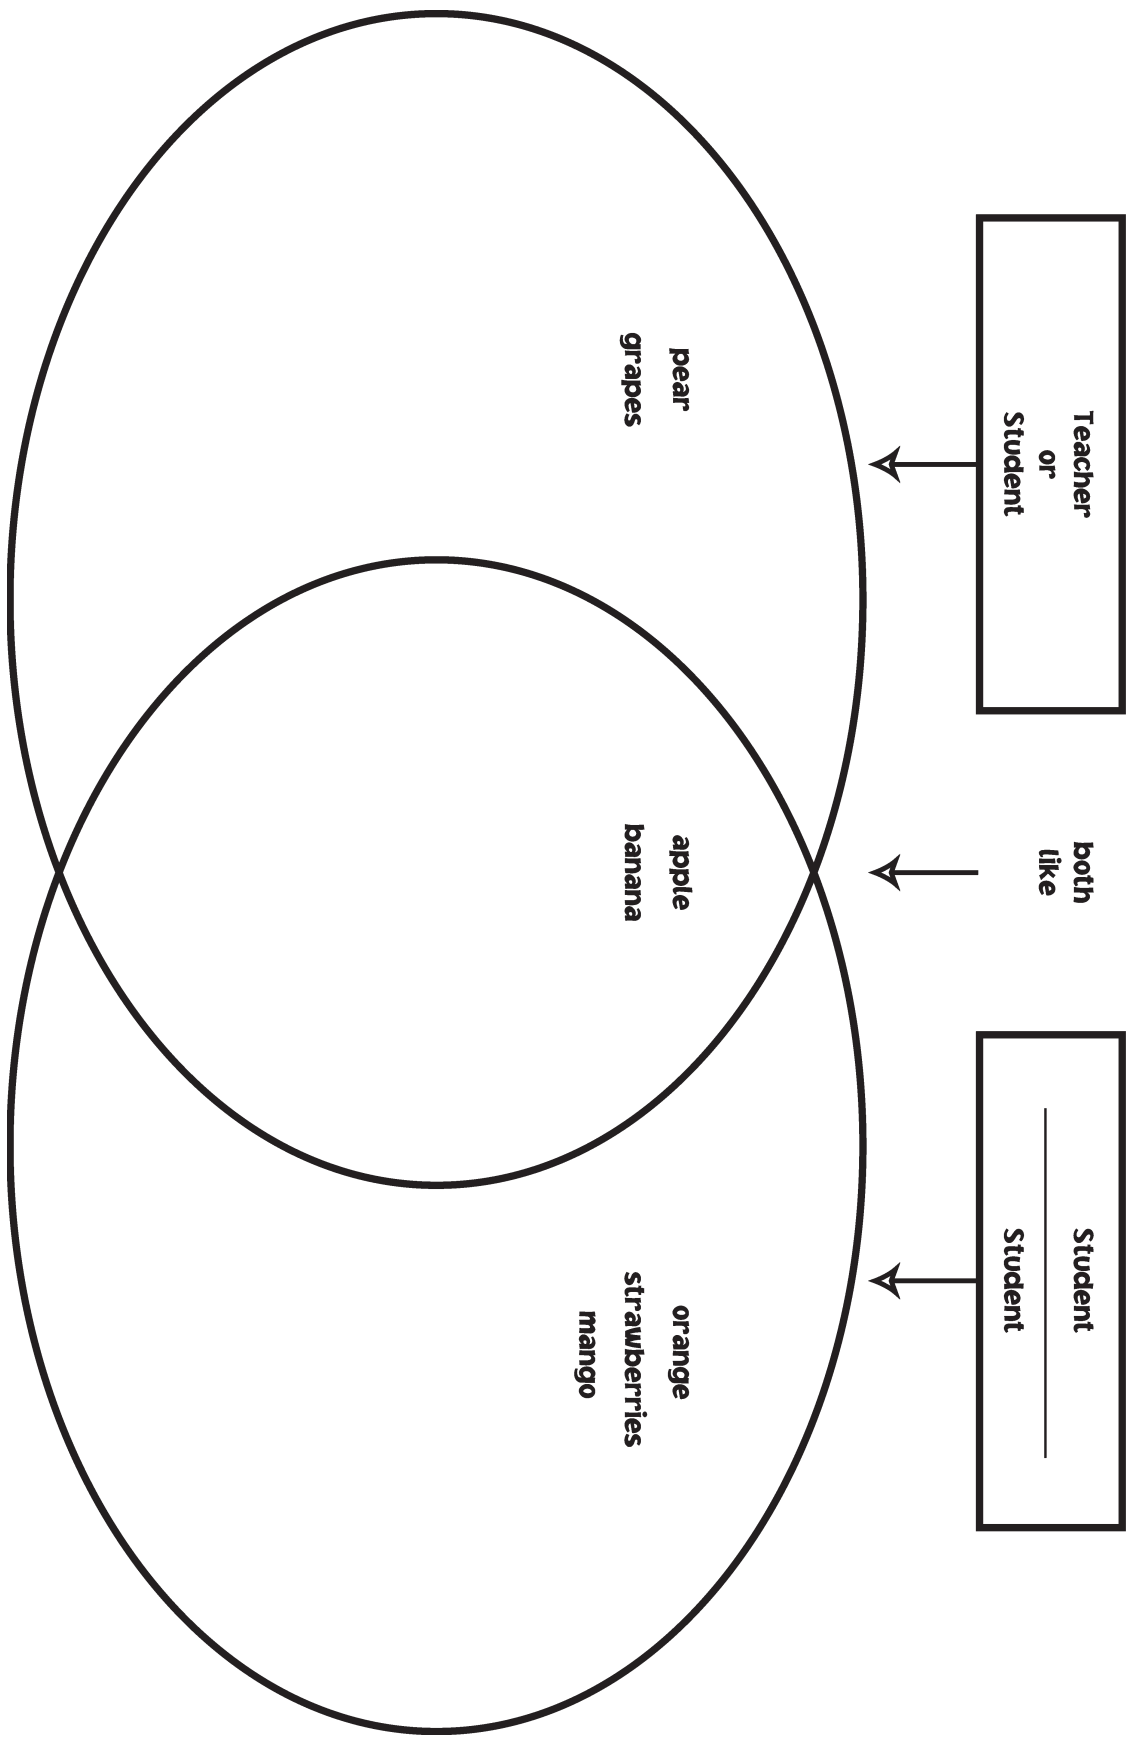 Teacher
or
Student
both
like
Student
Student
pear
grapes
apple
banana
orange
strawberries
mango